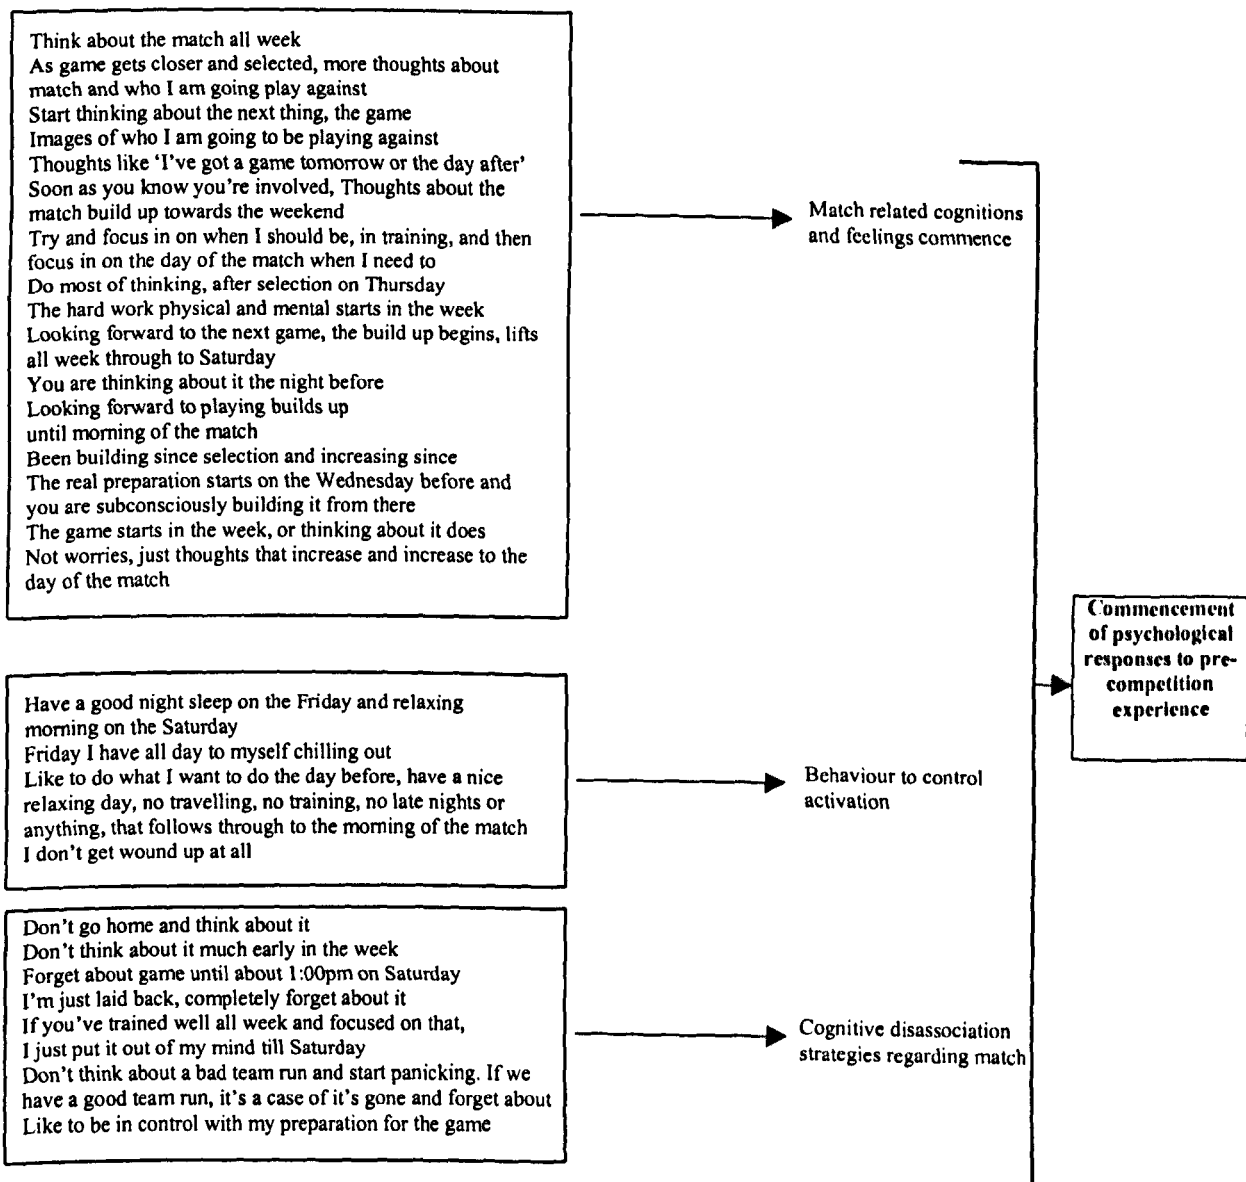 Think about the match all week
As game gets closer and selected, more thoughts about
match and who I am going play against
Start thinking about the next thing, the game
Images of who I am going to be playing against
Thoughts like 'I've got a game tomorrow or the day after'
Soon as you know you're involved, Thoughts about the
match build up towards the weekend
Try and focus in on when I should be, in training, and then
focus in on the day of the match when I need to
Do most of thinking, after selection on Thursday
The hard work physical and mental starts in the week
Looking forward to the next game, the build up begins, lifts
all week through to Saturday
You are thinking about it the night before
Looking forward to playing builds up
until morning of the match
Been building since selection and increasing since
The real preparation starts on the Wednesday before and
you are subconsciously building it from there
The game starts in the week, or thinking about it does
Not worries, just thoughts that increase and increase to the
day of the match
Match related cognitions
and feelings commence
Have a good night sleep on the Friday and relaxing
morning on the Saturday
Friday I have all day to myself chilling out
Like to do what I want to do the day before, have a nice
relaxing day, no travelling, no training, no late nights or
anything, that follows through to the morning of the match
I don't get wound up at all
Behaviour to control
activation
Don't go home and think about it
Don't think about it much early in the week
Forget about game until about 1:00pm on Saturday
I'm just laid back, completely forget about it
If you've trained well all week and focused on that,
I just put it out of my mind till Saturday
Don't think about a bad team run and start panicking. If we
have a good team run, it's a case of it's gone and forget about
Like to be in control with my preparation for the game
Cognitive disassociation
strategies regarding match
Commencement
of psychological
responses to pre-
competition
experience